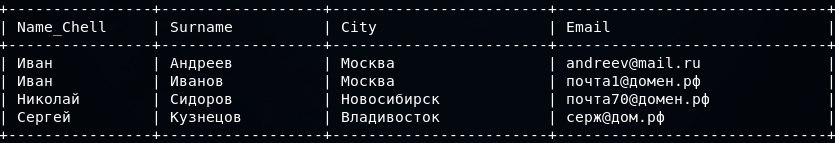 Name_Chell | Surname | City | Email
Иван | Андреев | Москва | andreev@mail.ru
Иван | Иванов | Москва | почта1@домен.рф
Николай | Сидоров | Новосибирск | почта70@домен.рф
Сергей | Кузнецов | Владивосток | серж@дом.рф